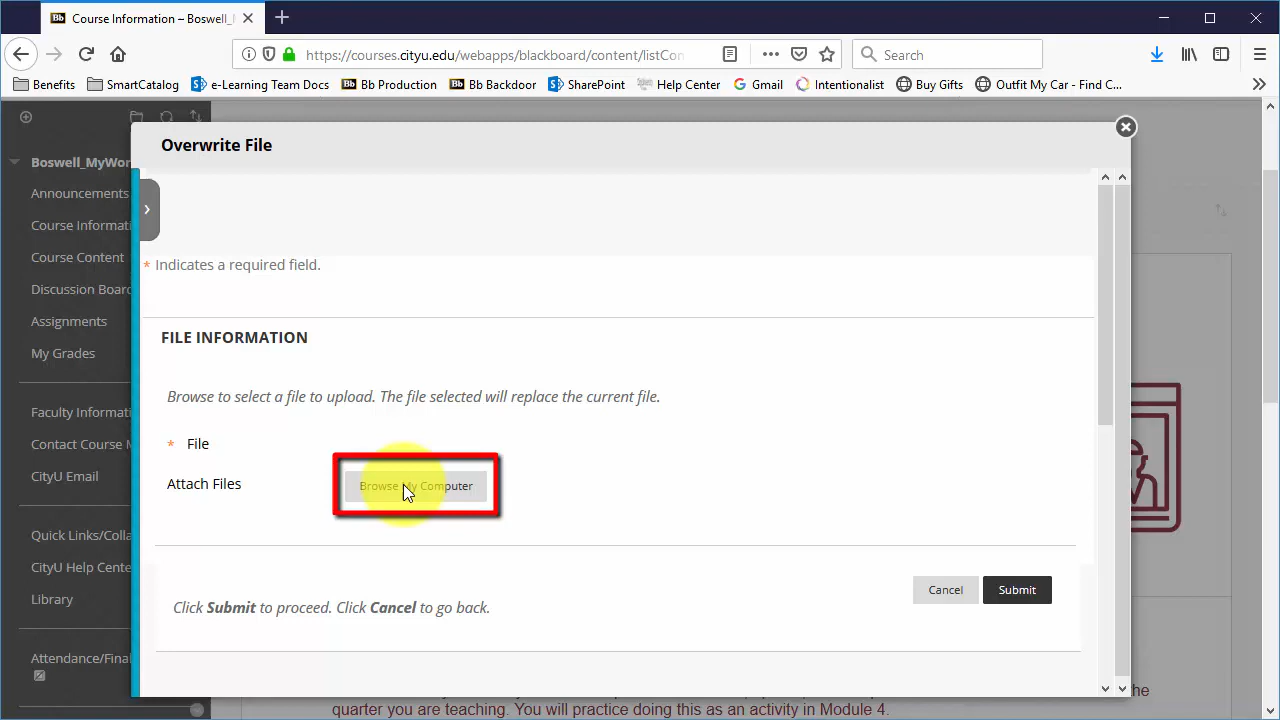 Course Information – Boswell_
https://courses.cityu.edu/webapps/blackboard/content/listCon
Search
Benefits
SmartCatalog
e-Learning Team Docs
Bb Production
Bb Backdoor
SharePoint
Help Center
Gmail
Intentionalist
Buy Gifts
Outfit My Car - Find C...
Boswell_MyWor
Announcements
Course Informati
Course Content
Discussion Board
Assignments
My Grades
Faculty Informati
Contact Course M
CityU Email
Quick Links/Colla
CityU Help Cente
Library
Attendance/Final
Overwrite File
* Indicates a required field.
FILE INFORMATION
Browse to select a file to upload. The file selected will replace the current file.
* File
Attach Files
Browse My Computer
Click Submit to proceed. Click Cancel to go back.
Cancel
Submit
the
quarter you are teaching. You will practice doing this as an activity in Module 4.